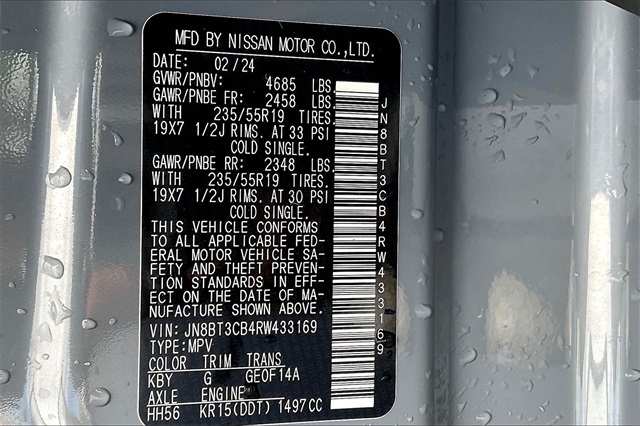 MFD BY NISSAN MOTOR CO.,LTD.
DATE: 02/24
GVWR/PNBV: 4685 LBS.
GAWR/PNBE FR: 2458 LBS.
WITH 235/55R19 TIRES.
19X7 1/2J RIMS. AT 33 PSI
COLD SINGLE.
GAWR/PNBE RR: 2348 LBS.
WITH 235/55R19 TIRES.
19X7 1/2J RIMS. AT 30 PSI
COLD SINGLE.
THIS VEHICLE CONFORMS
TO ALL APPLICABLE FED-
ERAL MOTOR VEHICLE SA-
FETY AND THEFT PREVEN-
TION STANDARDS IN EFF-
ECT ON THE DATE OF MA-
NUFACTURE SHOWN ABOVE.
VIN: JN8BT3CB4RW433169
TYPE:MPV
COLOR TRIM TRANS
KBY G GE0F14A
AXLE ENGINE
HH56 KR15(DDT) 1497CC
JN8BT3CB4RW433169